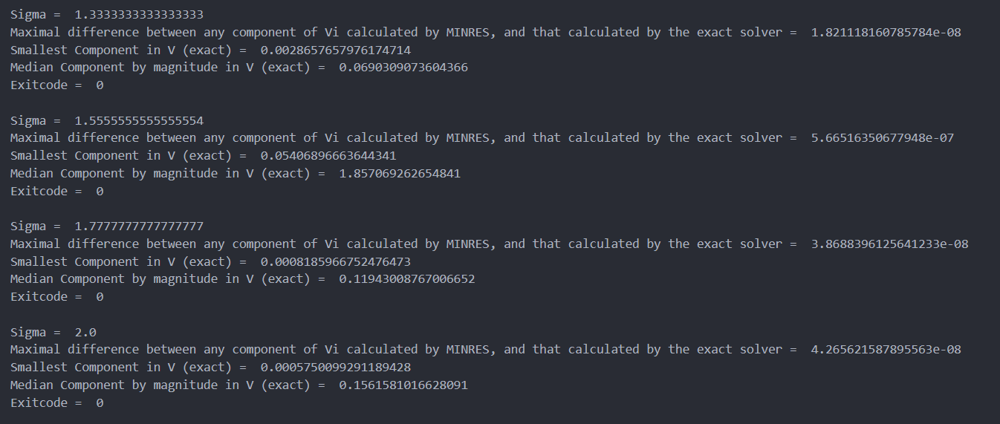 Sigma =  1.3333333333333333
Maximal difference between any component of Vi calculated by MINRES, and that calculated by the exact solver =  1.821118160785784e-08
Smallest Component in V (exact) =  0.0028657657976174714
Median Component by magnitude in V (exact) =  0.0690309073604366
Exitcode =  0
Sigma =  1.5555555555555554
Maximal difference between any component of Vi calculated by MINRES, and that calculated by the exact solver =  5.66516350677948e-07
Smallest Component in V (exact) =  0.05406896663644341
Median Component by magnitude in V (exact) =  1.857069262654841
Exitcode =  0
Sigma =  1.7777777777777777
Maximal difference between any component of Vi calculated by MINRES, and that calculated by the exact solver =  3.8688396125641233e-08
Smallest Component in V (exact) =  0.0008185966752476473
Median Component by magnitude in V (exact) =  0.11943008767006652
Exitcode =  0
Sigma =  2.0
Maximal difference between any component of Vi calculated by MINRES, and that calculated by the exact solver =  4.265621587895563e-08
Smallest Component in V (exact) =  0.0005750099291189428
Median Component by magnitude in V (exact) =  0.1561581016628091
Exitcode =  0